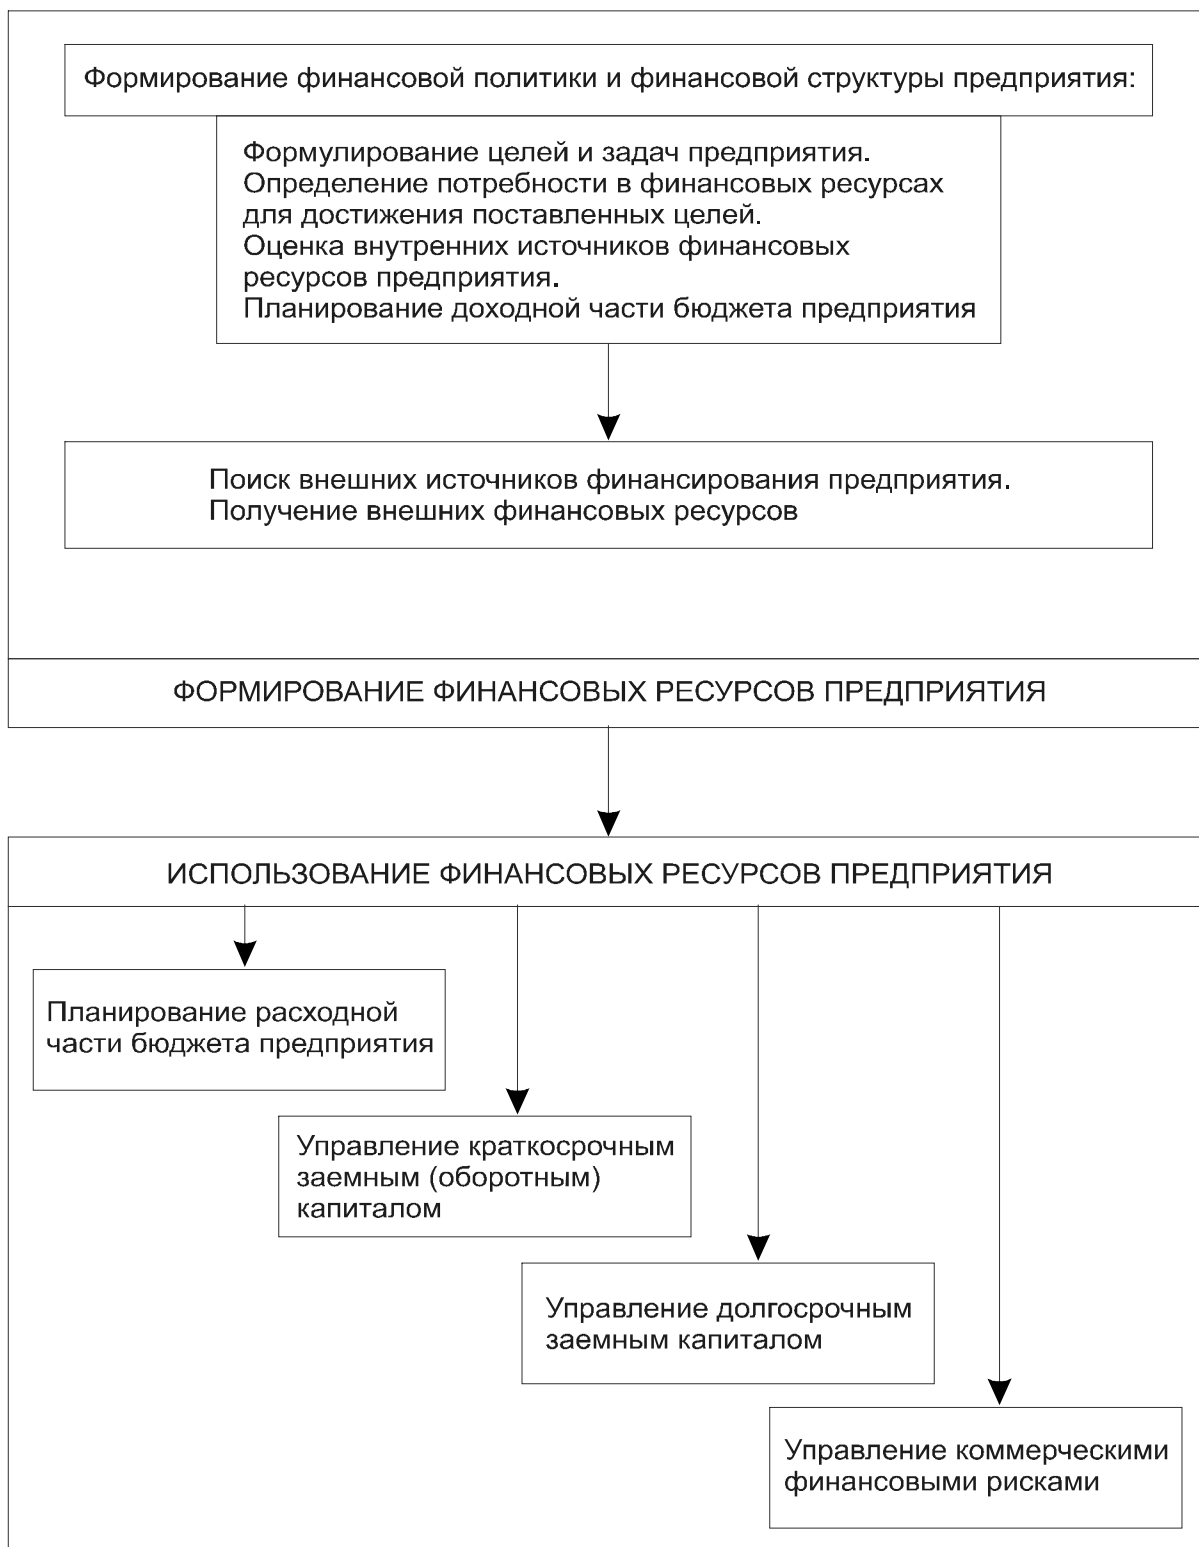 Формирование финансовой политики и финансовой структуры предприятия:
Формулирование целей и задач предприятия.
Определение потребности в финансовых ресурсах
для достижения поставленных целей.
Оценка внутренних источников финансовых
ресурсов предприятия.
Планирование доходной части бюджета предприятия
Поиск внешних источников финансирования предприятия.
Получение внешних финансовых ресурсов
ФОРМИРОВАНИЕ ФИНАНСОВЫХ РЕСУРСОВ ПРЕДПРИЯТИЯ
ИСПОЛЬЗОВАНИЕ ФИНАНСОВЫХ РЕСУРСОВ ПРЕДПРИЯТИЯ
Планирование расходной
части бюджета предприятия
Управление краткосрочным
заемным (оборотным)
капиталом
Управление долгосрочным
заемным капиталом
Управление коммерческими
финансовыми рисками